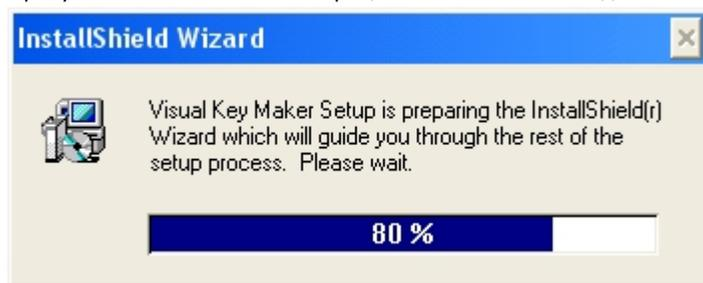 InstallShield Wizard
Visual Key Maker Setup is preparing the InstallShield(r)
Wizard which will guide you through the rest of the
setup process. Please wait.
80 %